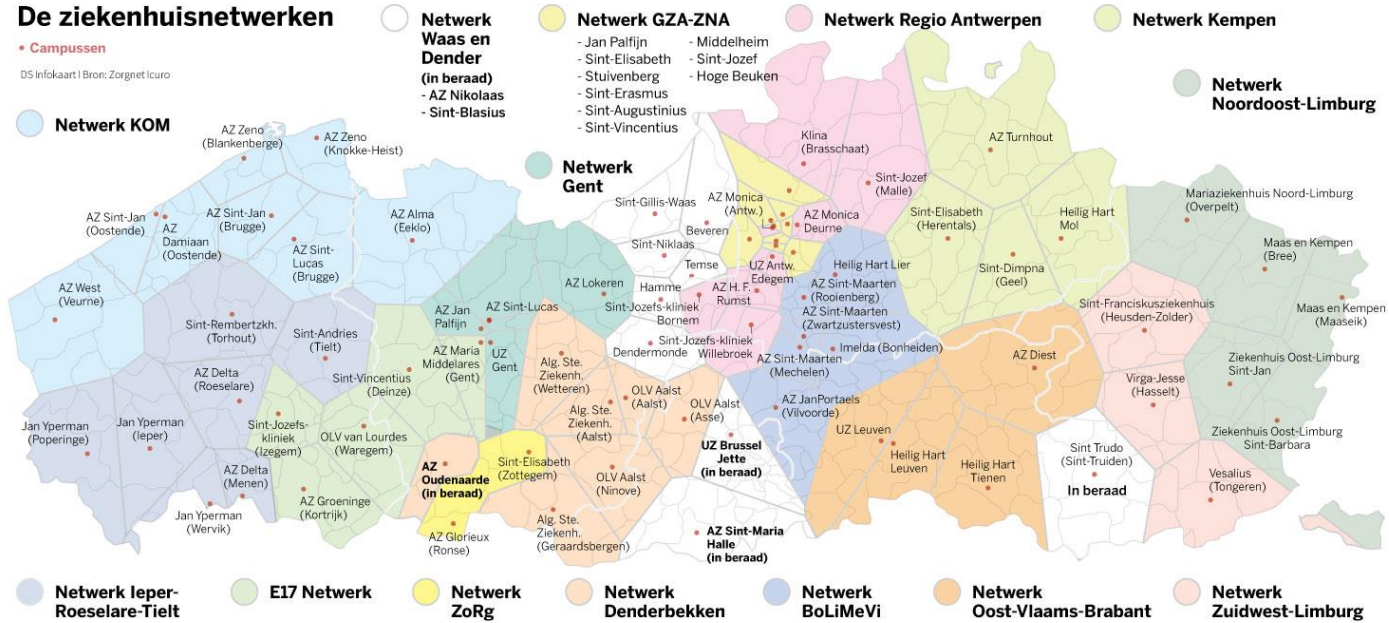 De ziekenhuisnetwerken
• Campussen
DS Infokaart I Bron: Zorgnet Icuro
Netwerk
Waas en
Dender
(in beraad)
- AZ Nikolaas
- Sint-Blasius
Netwerk GZA-ZNA
- Jan Palfijn
- Sint-Elisabeth
- Stuivenberg
- Sint-Erasmus
- Sint-Augustinius
- Sint-Vincentius
- Middelheim
- Sint-Jozef
- Hoge Beuken
Netwerk Regio Antwerpen
Netwerk Kempen
Netwerk
Noordoost-Limburg
Netwerk KOM
Netwerk
Gent
AZ Zeno
(Blankenberge)
AZ Zeno
(Knokke-Heist)
AZ Sint-Jan
(Oostende)
AZ
Damiaan
(Oostende)
AZ Sint-Jan
(Brugge)
AZ Sint-
Lucas
(Brugge)
AZ Alma
(Eeklo)
AZ West
(Veurne)
Sint-Rembertzkh.
(Torhout)
Sint-Andries
(Tielt)
AZ Delta
(Roeselare)
Jan Yperman
(Poperinge)
Jan Yperman
(Ieper)
AZ Delta
(Menen)
Jan Yperman
(Wervik)
Sint-Vincentius
(Deinze)
Sint-Jozefs-
kliniek
(Izegem)
OLV van Lourdes
(Waregem)
AZ Groeninge
(Kortrijk)
AZ Jan
Palfijn
AZ Sint-Lucas
AZ Maria
Middelares
(Gent)
UZ
Gent
AZ Lokeren
AZ
Oudenaarde
(in beraad)
Sint-Elisabeth
(Zottegem)
AZ Glorieux
(Ronse)
Alg. Ste.
Ziekenh.
(Wetteren)
Alg. Ste.
Ziekenh.
(Aalst)
OLV Aalst
(Aalst)
OLV Aalst
(Asse)
OLV Aalst
(Ninove)
Alg. Ste.
Ziekenh.
(Geraardsbergen)
Sint-Gillis-Waas
Beveren
Sint-Niklaas
Temse
Hamme
Sint-Jozefs-kliniek
Bornem
Dendermonde
Sint-Jozefs-kliniek
Willebroek
AZ Monica
(Antw.)
AZ Monica
Deurne
UZ Antw.
Edegem
AZ H. F.
Rumst
Klina
(Brasschaat)
Sint-Jozef
(Malle)
AZ Turnhout
Sint-Elisabeth
(Herentals)
Heilig Hart
Mol
Sint-Dimpna
(Geel)
Heilig Hart Lier
AZ Sint-Maarten
(Rooienberg)
AZ Sint-Maarten
(Zwartzustersvest)
Imelda (Bonheiden)
AZ Sint-Maarten
(Mechelen)
AZ JanPortaels
(Vilvoorde)
UZ Brussel
Jette
(in beraad)
AZ Sint-Maria
Halle
(in beraad)
AZ Diest
UZ Leuven
Heilig Hart
Leuven
Heilig Hart
Tienen
Sint Trudo
(Sint-Truiden)
In beraad
Mariaziekenhuis Noord-Limburg
(Overpelt)
Maas en Kempen
(Bree)
Maas en Kempen
(Maaseik)
Sint-Franciskusziekenhuis
(Heusden-Zolder)
Virga-Jesse
(Hasselt)
Ziekenhuis Oost-Limburg
Sint-Jan
Ziekenhuis Oost-Limburg
Sint-Barbara
Vesalius
(Tongeren)
Netwerk Ieper-
Roeselare-Tielt
E17 Netwerk
Netwerk
ZoRg
Netwerk
Denderbekken
Netwerk
BoLiMeVi
Netwerk
Oost-Vlaams-Brabant
Netwerk
Zuidwest-Limburg